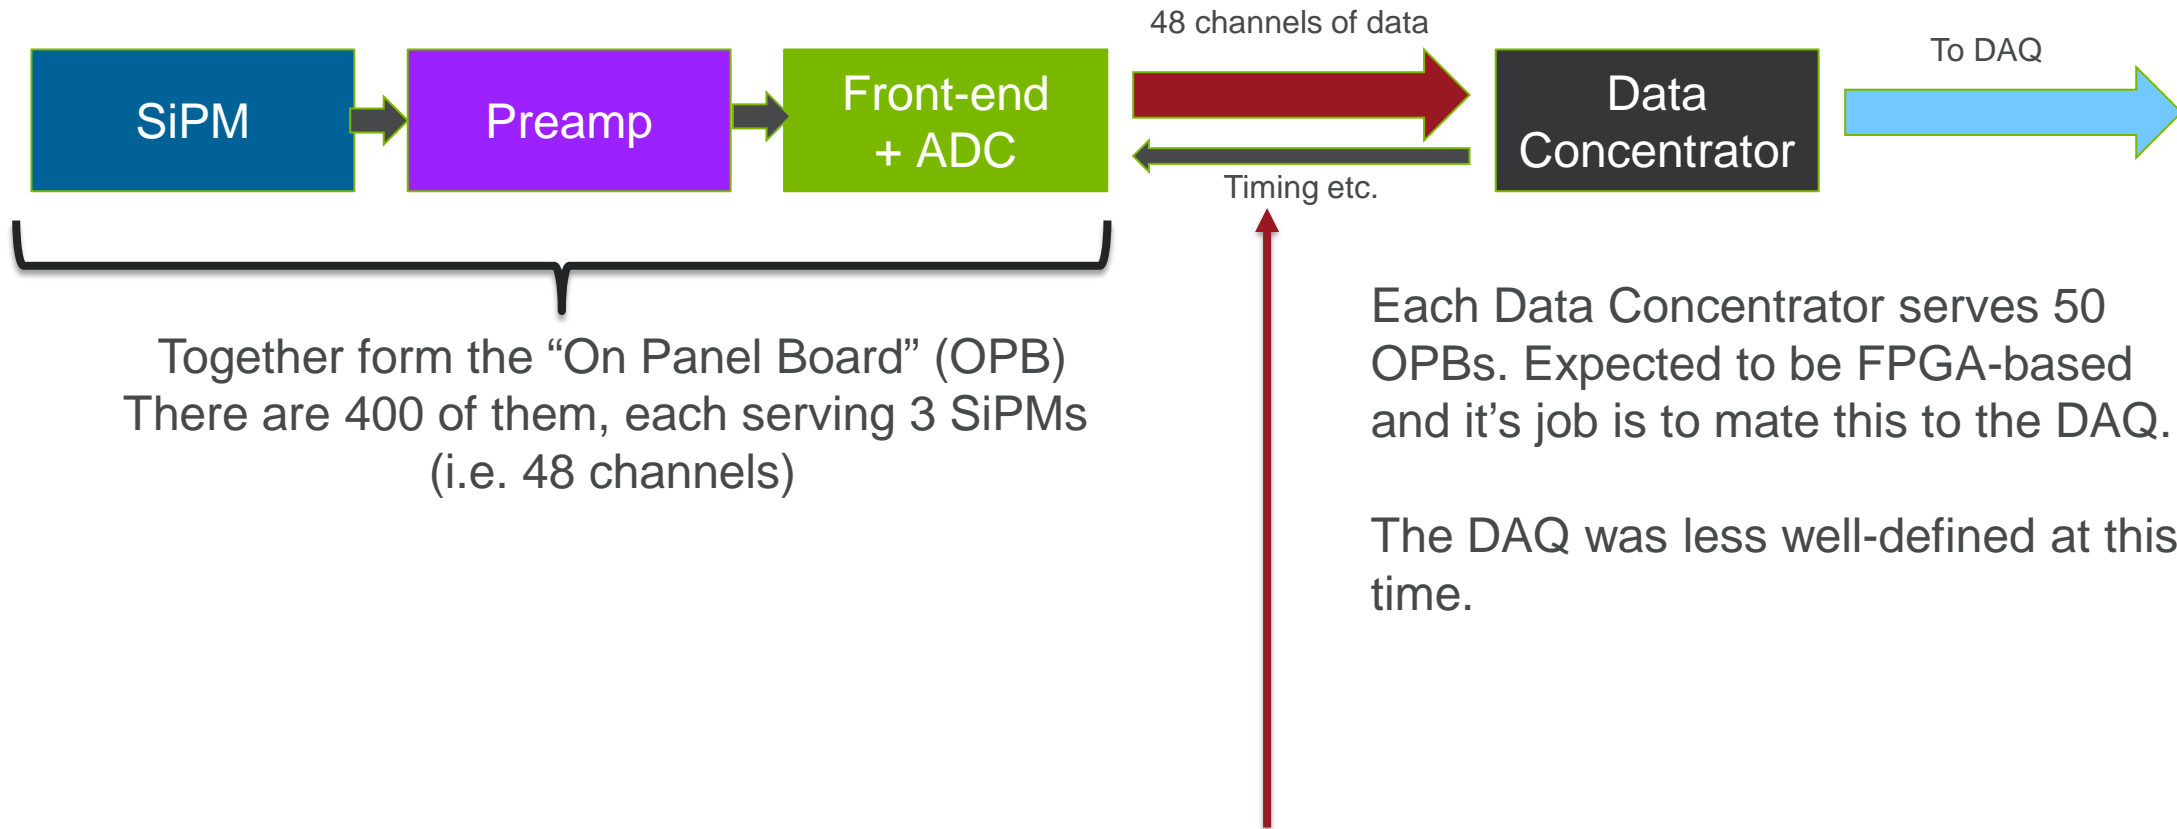 48 channels of data
To DAQ
SiPM
Preamp
Front-end
+ ADC
Data
Concentrator
Timing etc.
Together form the “On Panel Board” (OPB)
There are 400 of them, each serving 3 SiPMs
(i.e. 48 channels)
Each Data Concentrator serves 50
OPBs. Expected to be FPGA-based
and it’s job is to mate this to the DAQ.
The DAQ was less well-defined at this
time.